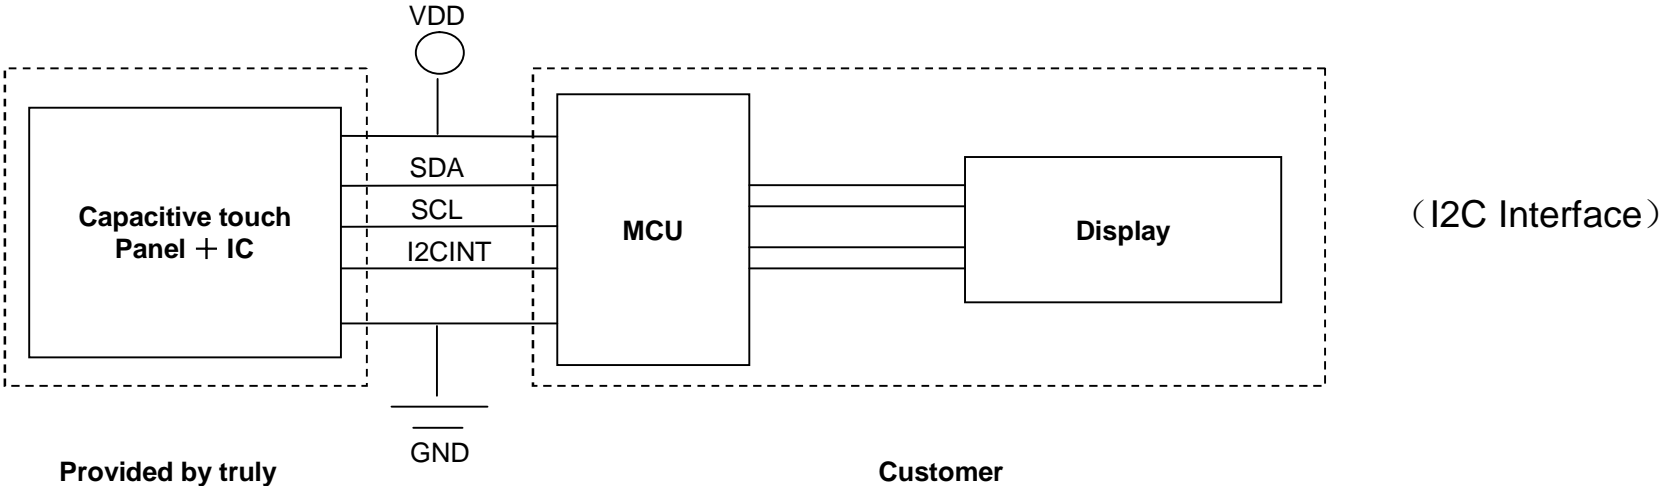 VDD
SDA
SCL
I2CINT
Capacitive touch
Panel＋IC
MCU
Display
（I2C Interface）
GND
Provided by truly
Customer